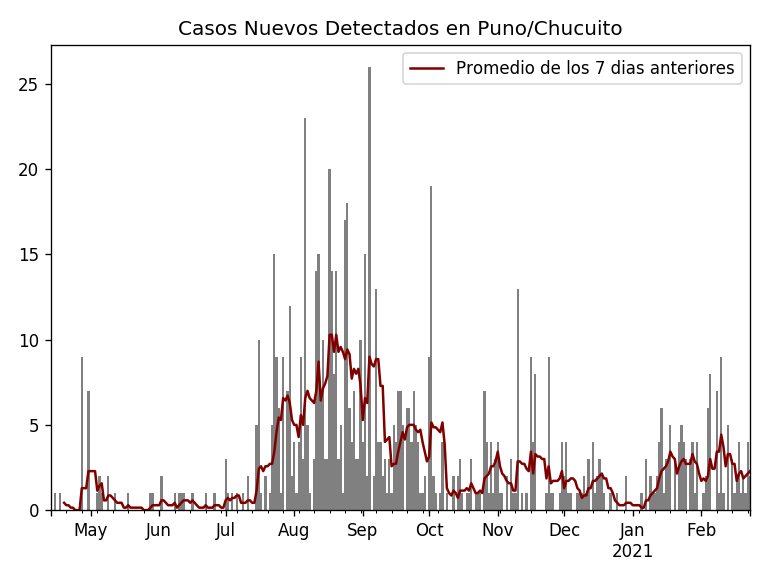 Casos Nuevos Detectados en Puno/Chucuito
Promedio de los 7 dias anteriores
25
20
15
10
5
0
May Jun Jul Aug Sep Oct Nov Dec Jan Feb
2021